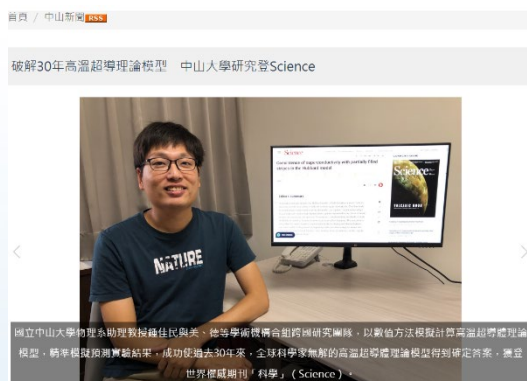 首頁 / 中山新聞 RSS
破解30年高溫超導理論模型 中山大學研究登Science
Science
NATURE
國立中山大學物理系助理教授鍾佳民與美、德等學術機構合組跨國研究團隊，以數值方法模擬計算高溫超導體理論
模型，精準模擬預測實驗結果，成功使過去30年來，全球科學家無解的高溫超導體理論模型得到確定答案，獲登
世界權威期刊「科學」（Science）。